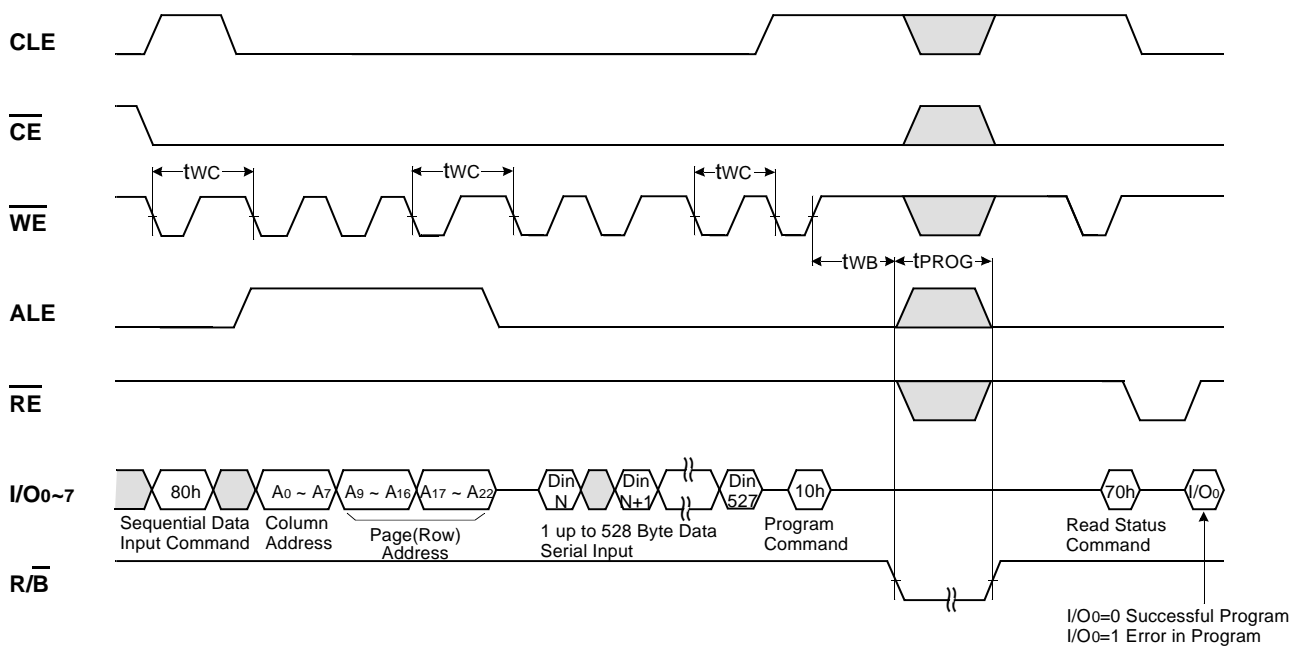 CLE
CE
tWC tWC tWC
WE
tWB tPROG
ALE
RE
I/O0~7 80h A0 ~ A7 A9 ~ A16 A17 ~ A22 Din N Din N+1 Din 527 10h 70h I/O0
Sequential Data Input Command
Column Address
Page(Row) Address
1 up to 528 Byte Data Serial Input
Program Command
Read Status Command
R/B
I/O0=0 Successful Program
I/O0=1 Error in Program